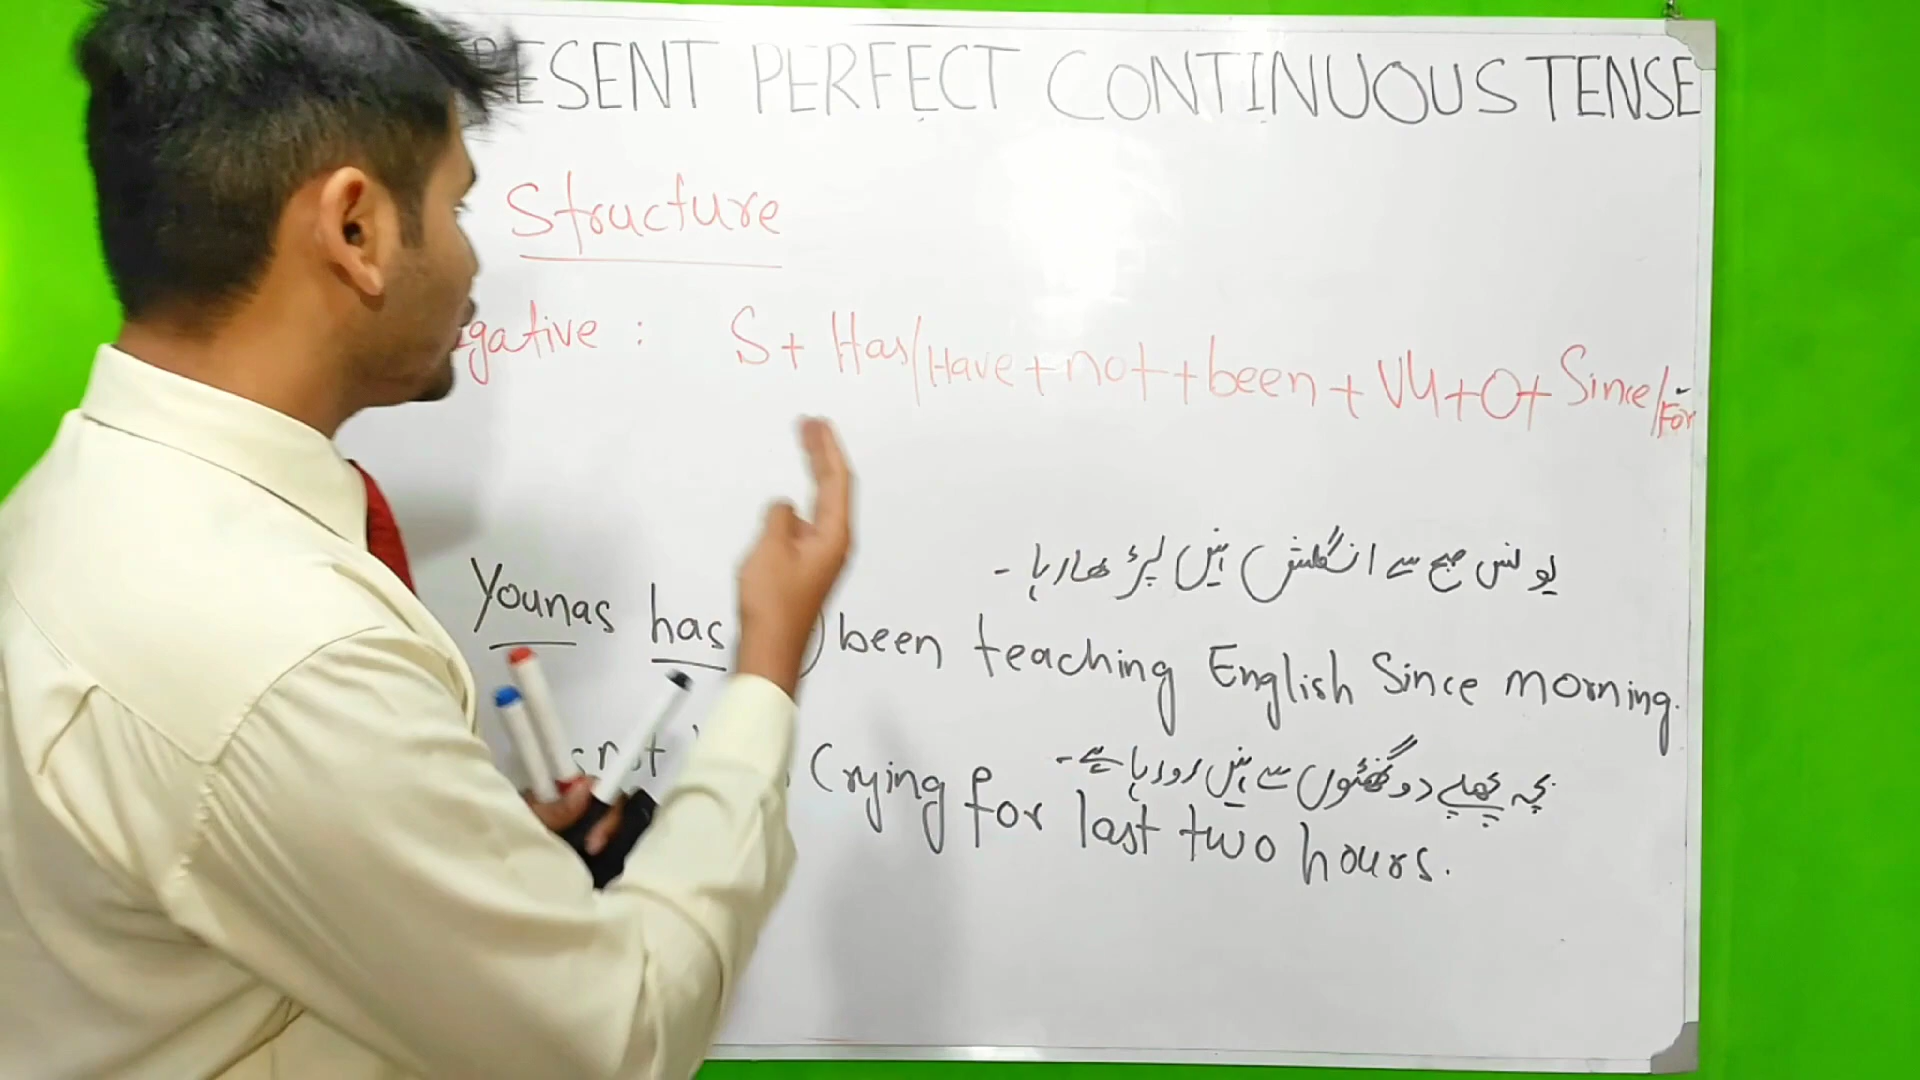 PRESENT PERFECT CONTINUOUS TENSE
Structure
gative : S+ Has/Have+not+been+V4+O+Since/For
یونس صبح سے انگلش نہیں پڑھا رہا ۔
Younas has been teaching English Since morning.
بچہ پچھلے دو گھنٹوں سے نہیں رو رہا ہے ۔
not Crying for last two hours.